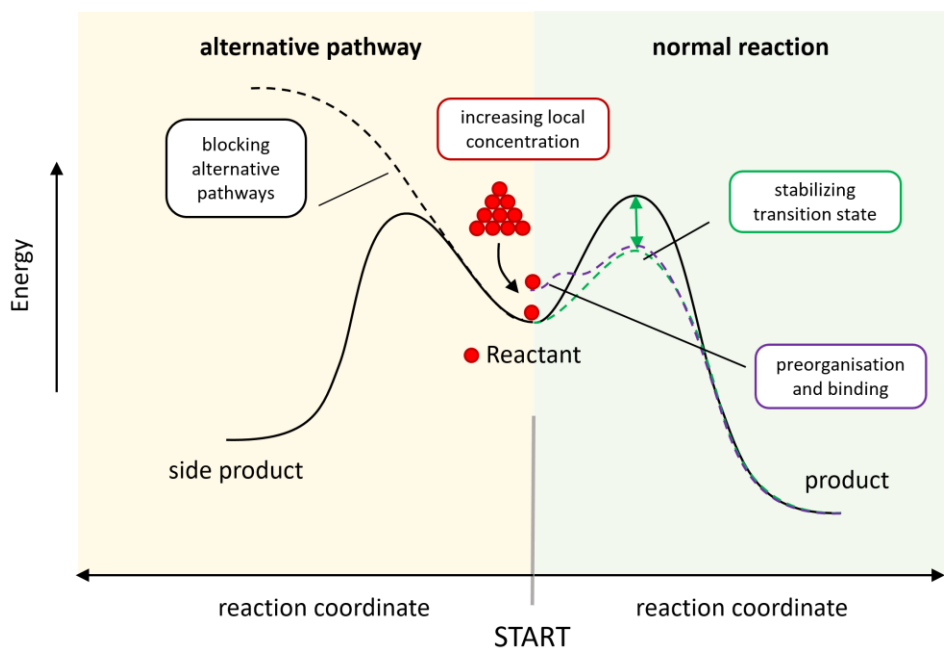 alternative pathway
normal reaction
increasing local
concentration
blocking
alternative
pathways
stabilizing
transition state
Energy
Reactant
preorganisation
and binding
side product
product
reaction coordinate
reaction coordinate
START